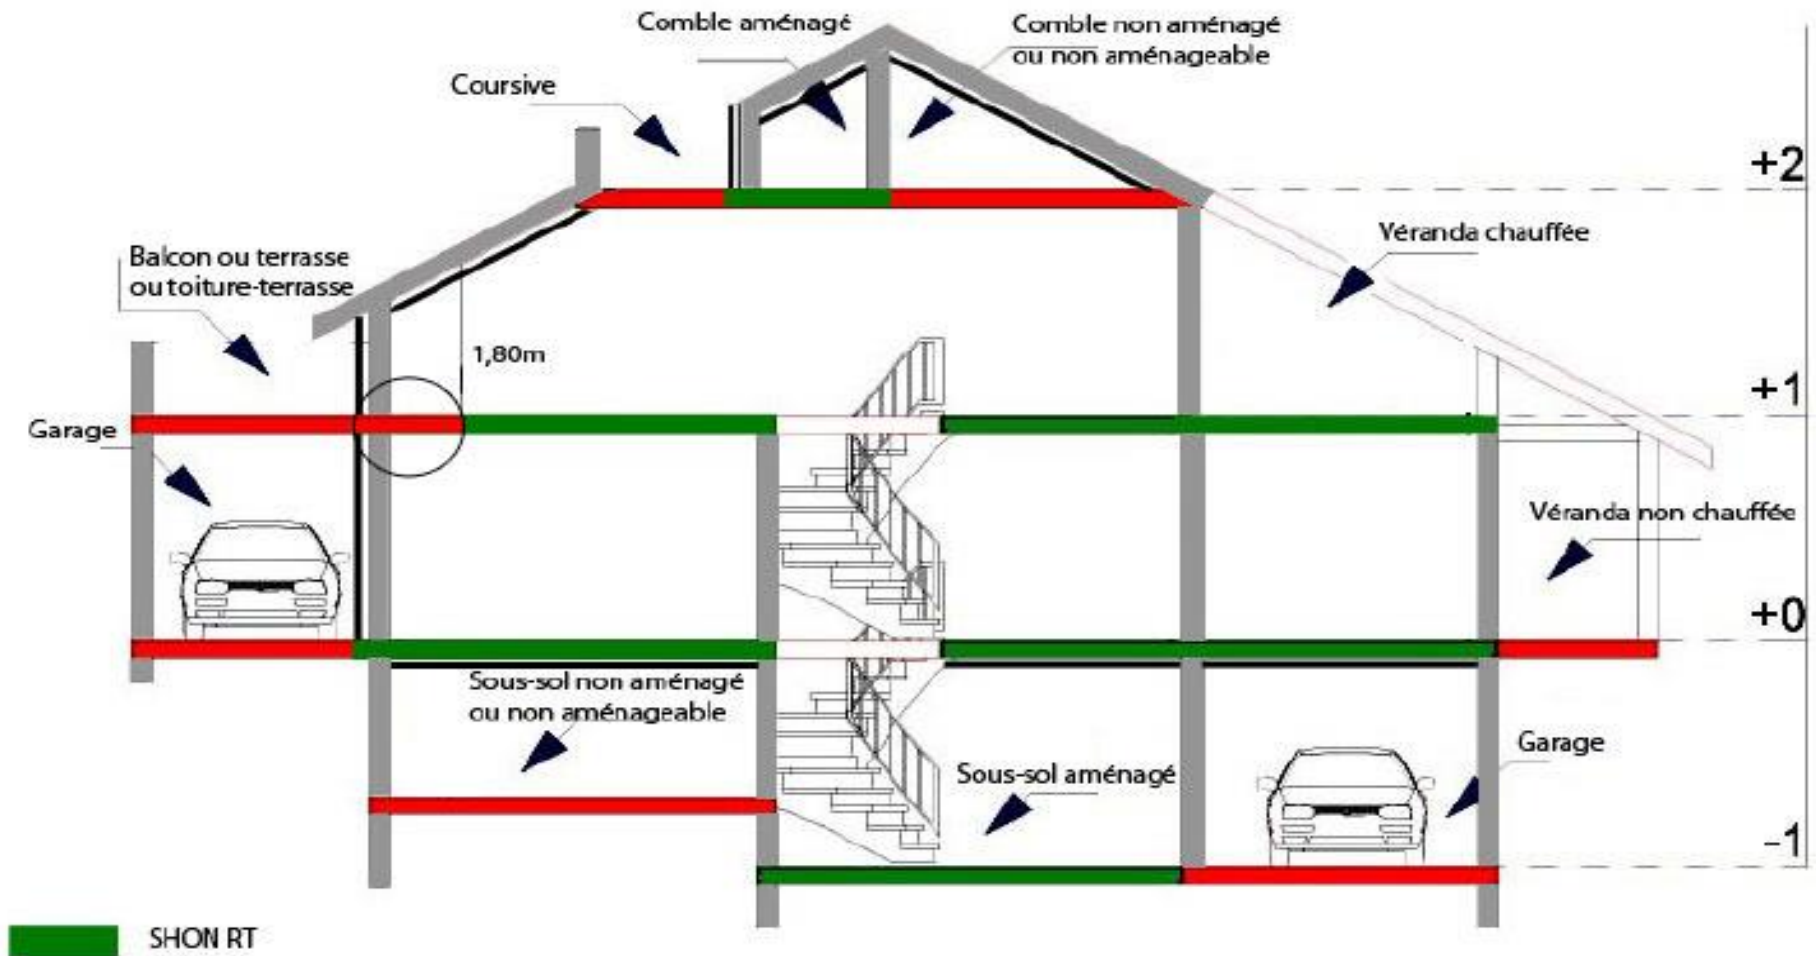 Comble aménagé
Comble non aménagé
ou non aménageable
Coursive
+2
Véranda chauffée
Balcon ou terrasse
ou toiture-terrasse
1,80m
+1
Garage
Véranda non chauffée
+0
Sous-sol non aménagé
ou non aménageable
Garage
Sous-sol aménagé
-1
SHON RT